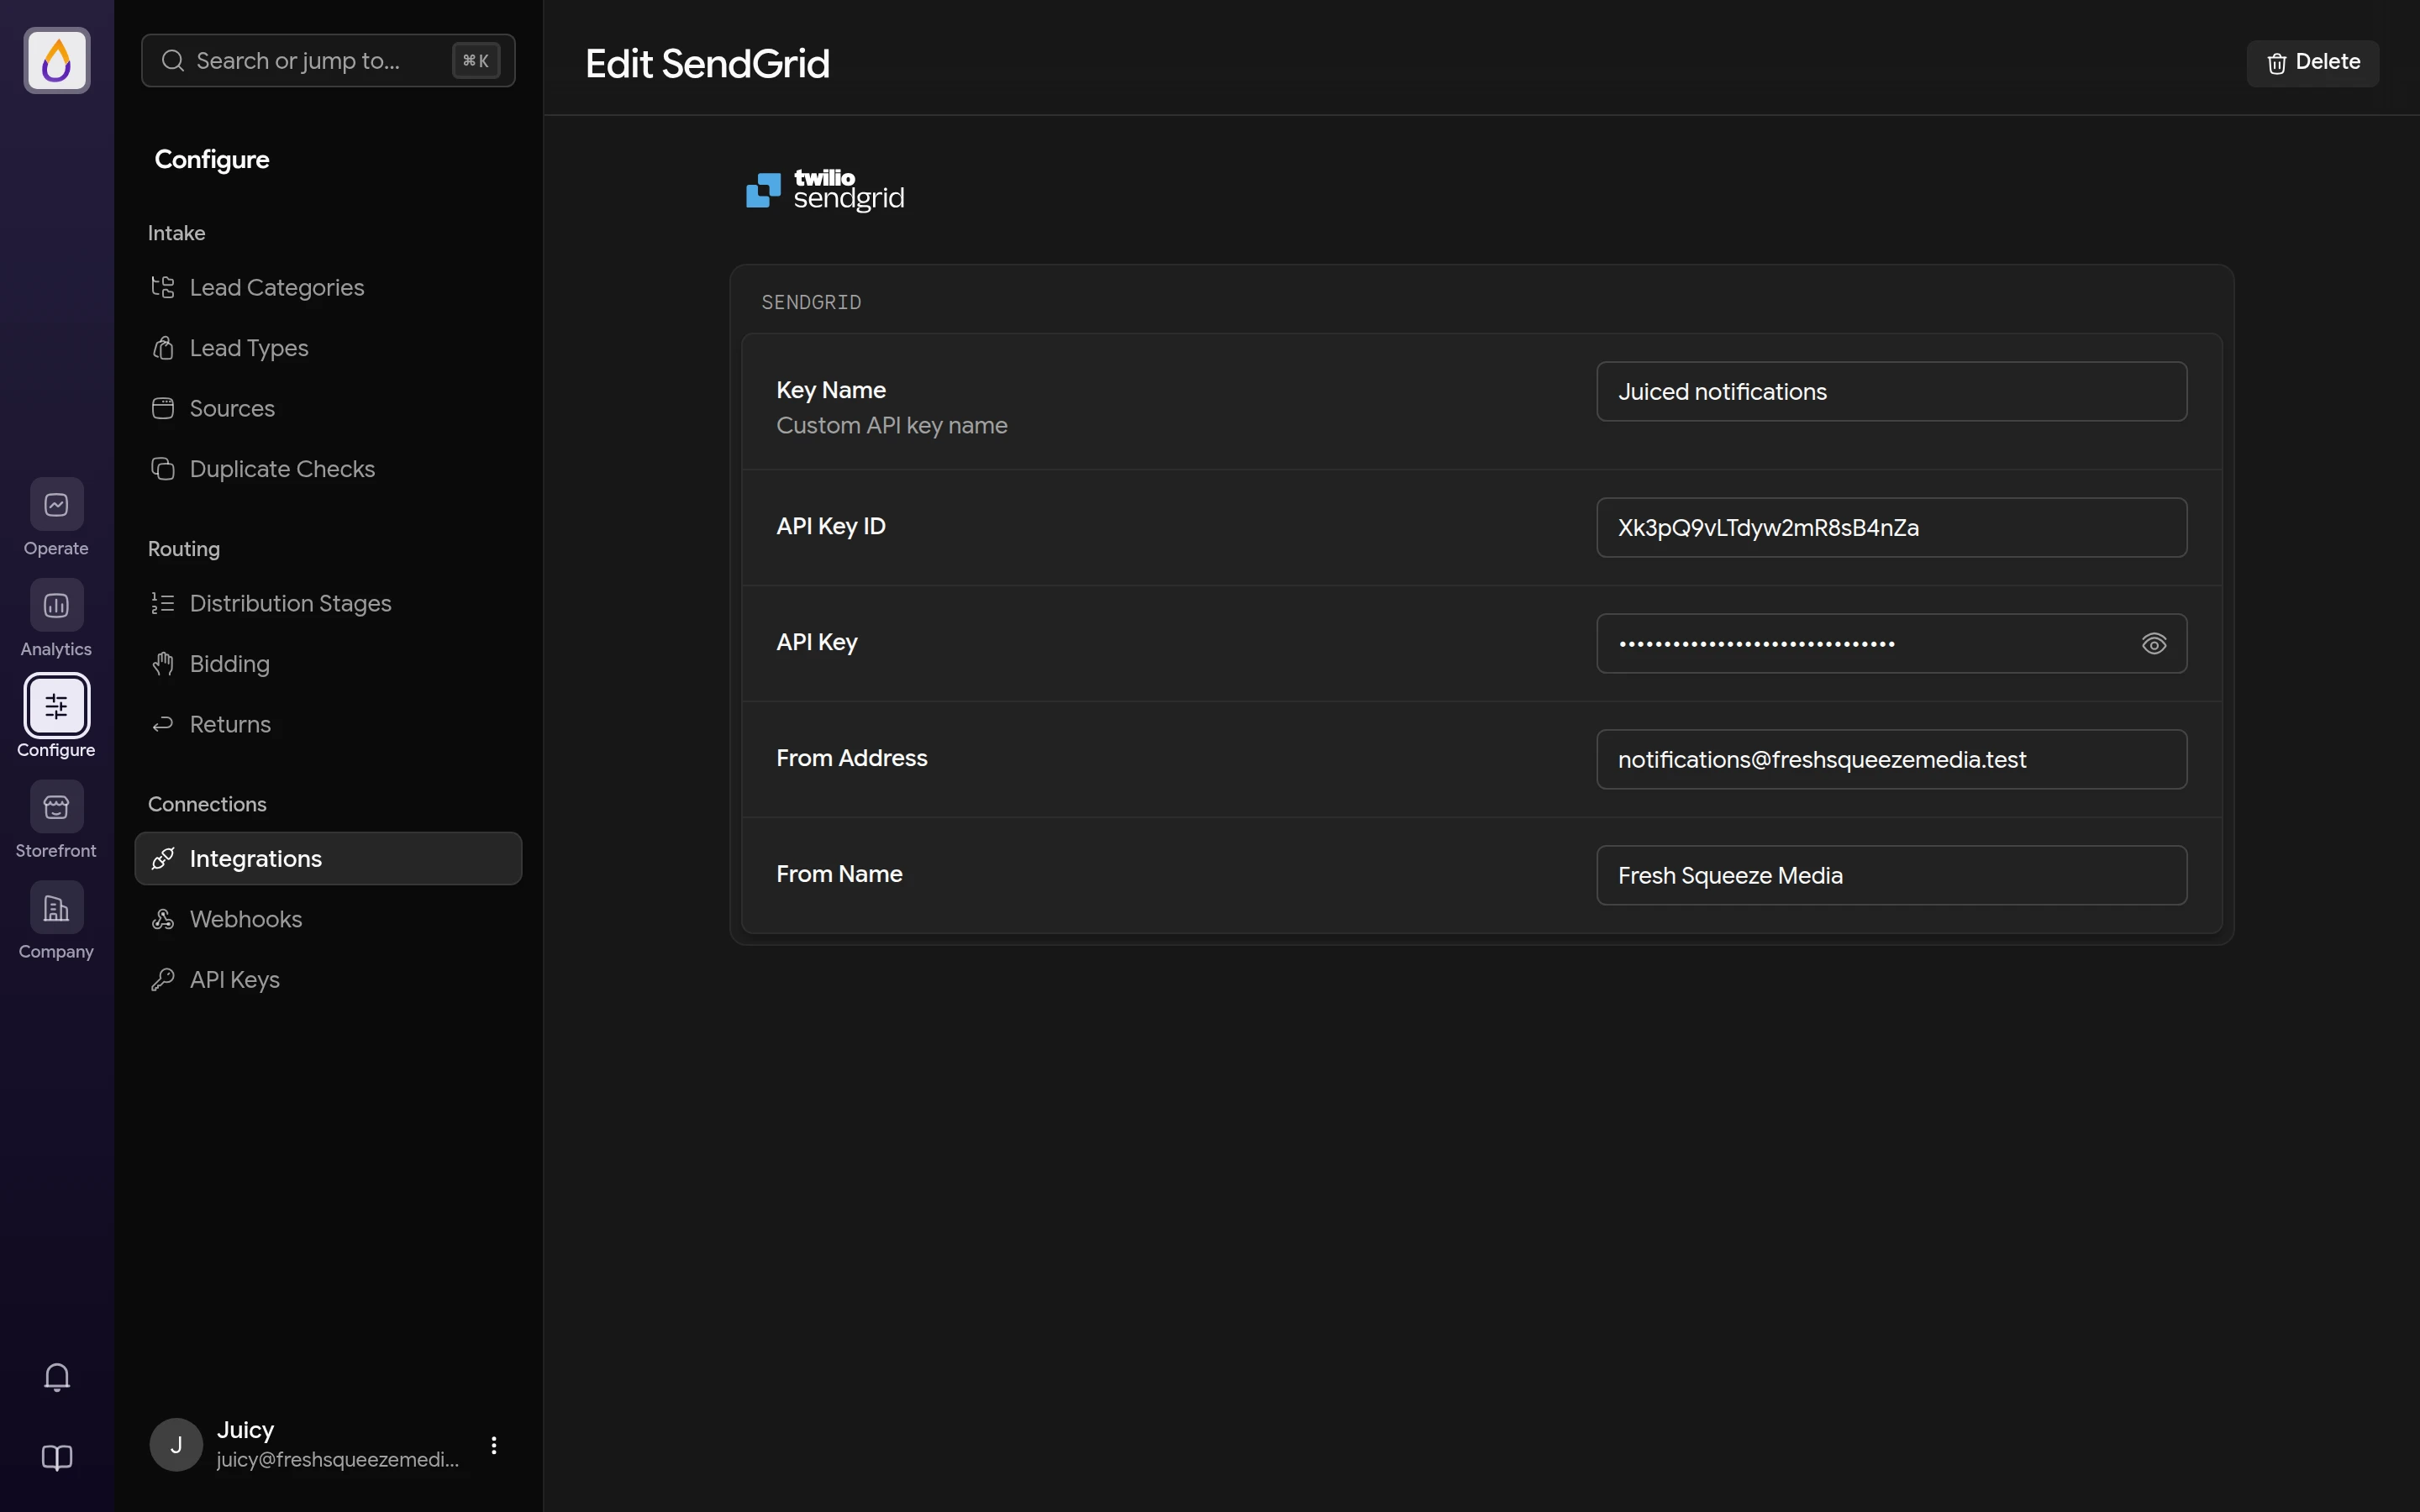 Operate
Analytics
Configure
Storefront
Company
Search or jump to...
⌘K
Configure
Intake
Lead Categories
Lead Types
Sources
Duplicate Checks
Routing
Distribution Stages
Bidding
Returns
Connections
Integrations
Webhooks
API Keys
J
Juicy
juicy@freshsqueezemedi...
Edit SendGrid
Delete
twilio
sendgrid
SENDGRID
Key Name
Custom API key name
Juiced notifications
API Key ID
Xk3pQ9vLTdyw2mR8sB4nZa
API Key
•••••••••••••••••••••••••••••••
From Address
notifications@freshsqueezemedia.test
From Name
Fresh Squeeze Media